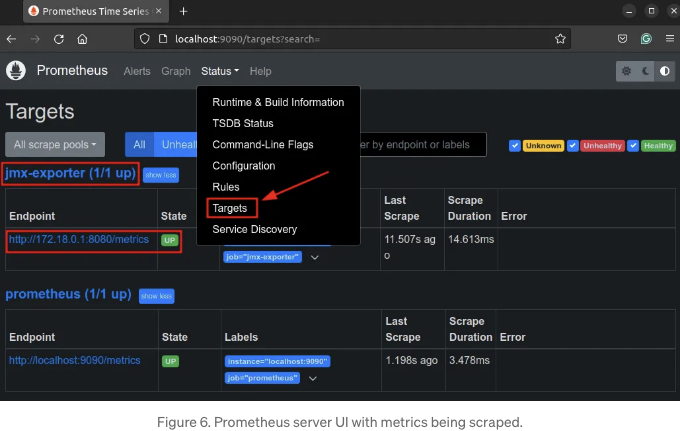 Prometheus Time Series
localhost:9090/targets?search=
Prometheus Alerts Graph Status Help
Runtime & Build Information
TSDB Status
Command-Line Flags
Configuration
Rules
Targets
Service Discovery
Targets
All scrape pools All Unheal er by endpoint or labels Unknown Unhealthy Healthy
jmx-exporter (1/1 up) show less
Endpoint State Last Scrape Scrape Duration Error
http://172.18.0.1:8080/metrics UP 11.507s ago 14.613ms
job="jmx-exporter"
prometheus (1/1 up) show less
Endpoint State Labels Last Scrape Scrape Duration Error
http://localhost:9090/metrics UP instance="localhost:9090" 1.198s ago 3.478ms
job="prometheus"
Figure 6. Prometheus server UI with metrics being scraped.